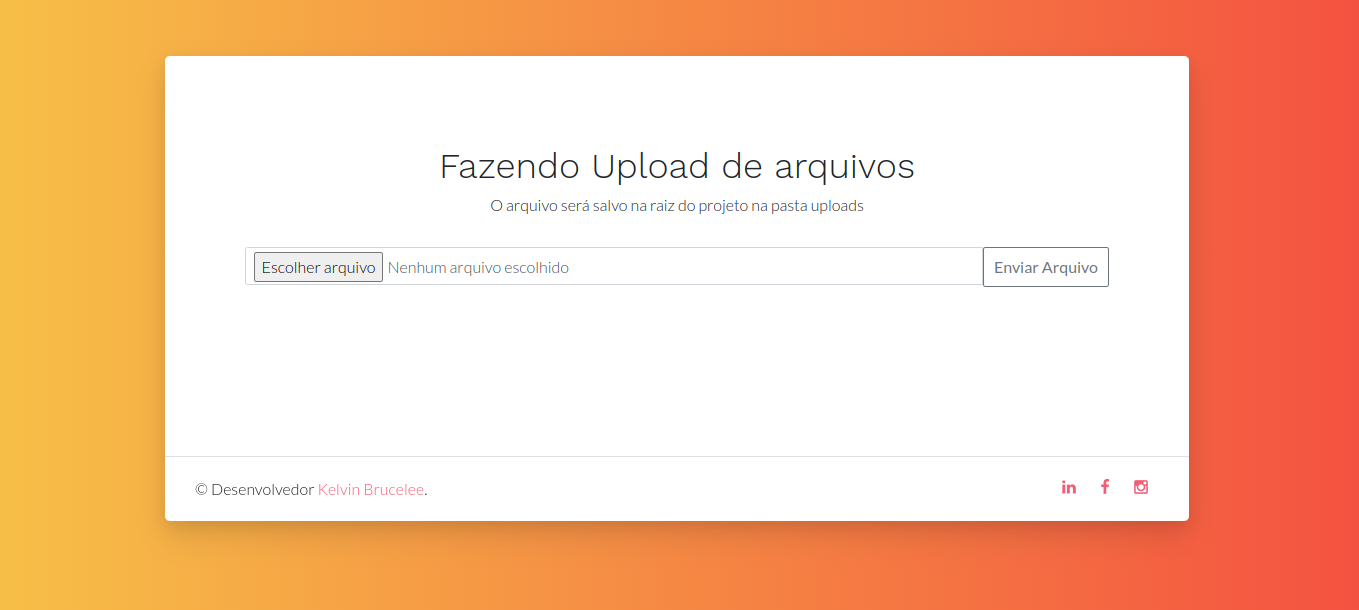 Fazendo Upload de arquivos
O arquivo será salvo na raiz do projeto na pasta uploads
Escolher arquivo Nenhum arquivo escolhido Enviar Arquivo
© Desenvolvedor Kelvin Brucelee.